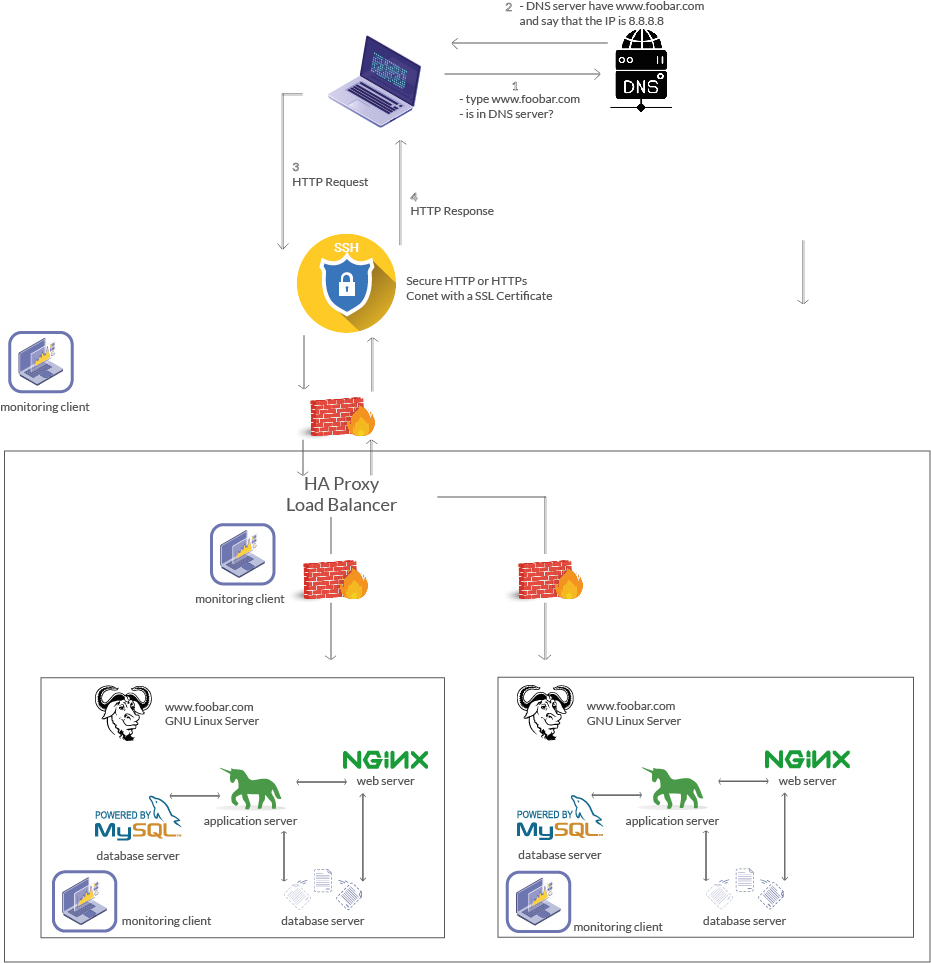 2 - DNS server have www.foobar.com
and say that the IP is 8.8.8.8
DNS
1
- type www.foobar.com
- is in DNS server?
3
HTTP Request
4
HTTP Response
SSH
Secure HTTP or HTTPs
Conet with a SSL Certificate
monitoring client
HA Proxy
Load Balancer
monitoring client
www.foobar.com
GNU Linux Server
NGINX
web server
application server
POWERED BY
MySQL
database server
monitoring client
database server
www.foobar.com
GNU Linux Server
NGINX
web server
application server
POWERED BY
MySQL
database server
monitoring client
database server